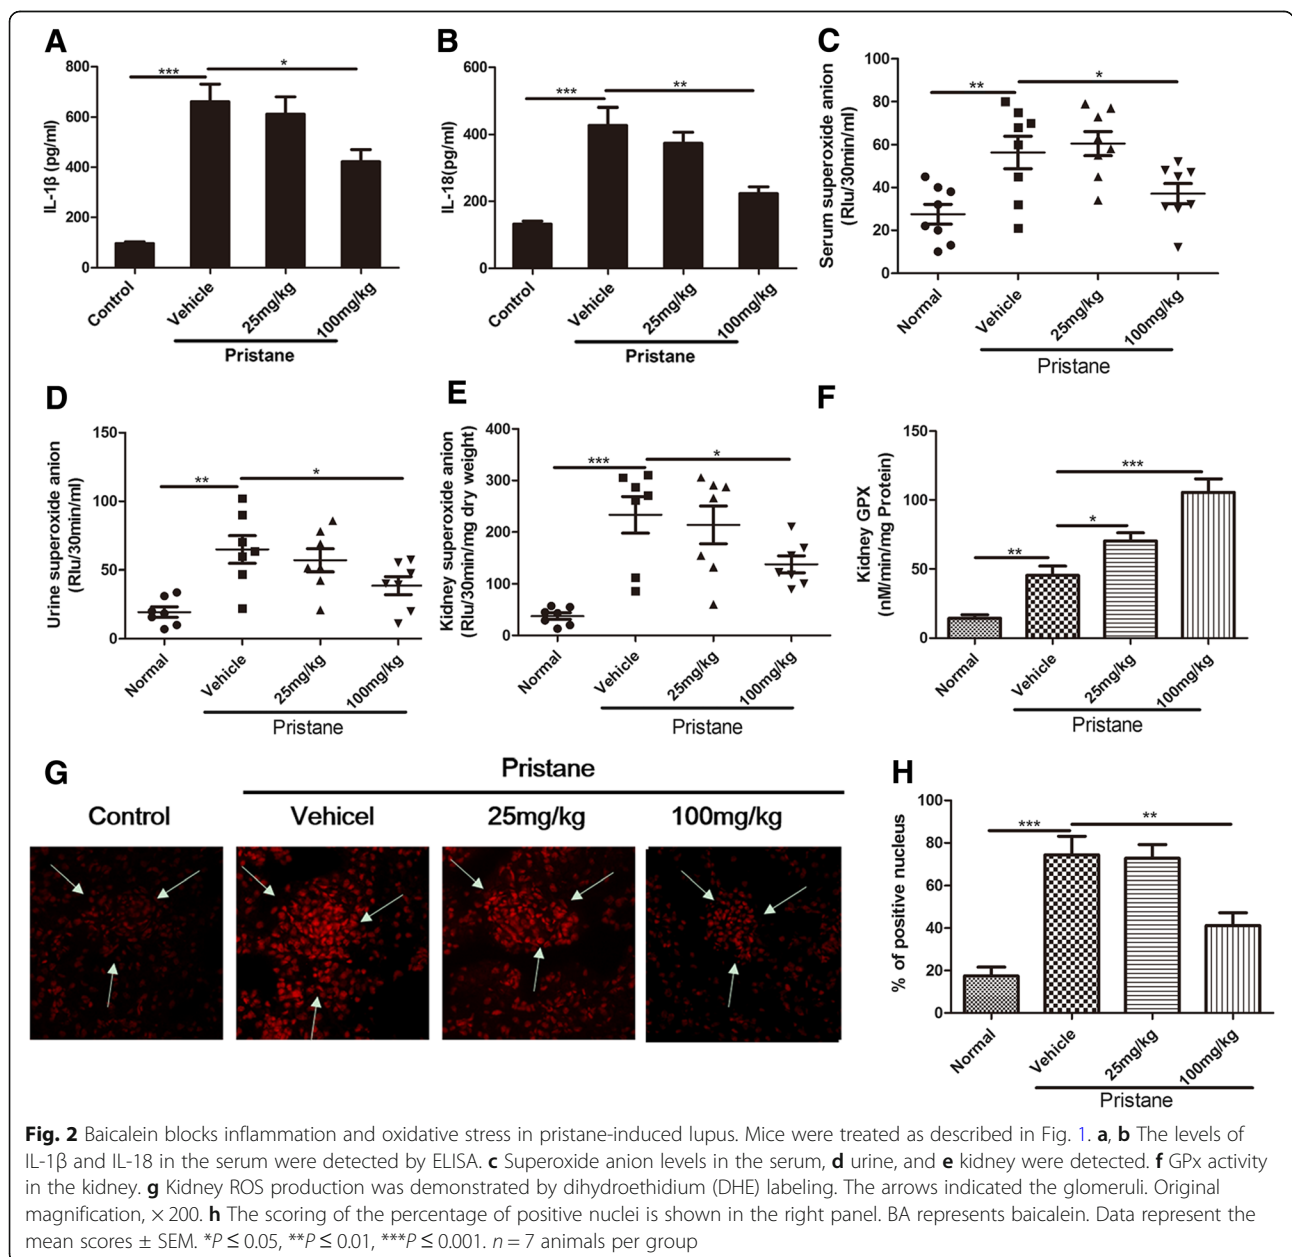 A
IL-1β (pg/ml)
800
600
400
200
0
***
*
Control
Vehicle
25mg/kg
100mg/kg
Pristane
B
IL-18(pg/ml)
600
400
200
0
***
**
Control
Vehicle
25mg/kg
100mg/kg
Pristane
C
Serum superoxide anion
(Rlu/30min/ml)
100
80
60
40
20
0
**
*
Normal
Vehicle
25mg/kg
100mg/kg
Pristane
D
Urine superoxide anion
(Rlu/30min/ml)
150
100
50
0
**
*
Normal
Vehicle
25mg/kg
100mg/kg
Pristane
E
Kidney superoxide anion
(Rlu/30min/mg dry weight)
400
300
200
100
0
***
*
Normal
Vehicle
25mg/kg
100mg/kg
Pristane
F
Kidney GPX
(nM/min/mg Protein)
150
100
50
0
**
*
***
Normal
Vehicle
25mg/kg
100mg/kg
Pristane
G
Pristane
Control
Vehicel
25mg/kg
100mg/kg
H
% of positive nucleus
100
80
60
40
20
0
***
**
Normal
Vehicle
25mg/kg
100mg/kg
Pristane
Fig. 2 Baicalein blocks inflammation and oxidative stress in pristane-induced lupus. Mice were treated as described in Fig. 1. a, b The levels of
IL-1β and IL-18 in the serum were detected by ELISA. c Superoxide anion levels in the serum, d urine, and e kidney were detected. f GPx activity
in the kidney. g Kidney ROS production was demonstrated by dihydroethidium (DHE) labeling. The arrows indicated the glomeruli. Original
magnification, × 200. h The scoring of the percentage of positive nuclei is shown in the right panel. BA represents baicalein. Data represent the
mean scores ± SEM. *P ≤ 0.05, **P ≤ 0.01, ***P ≤ 0.001. n = 7 animals per group